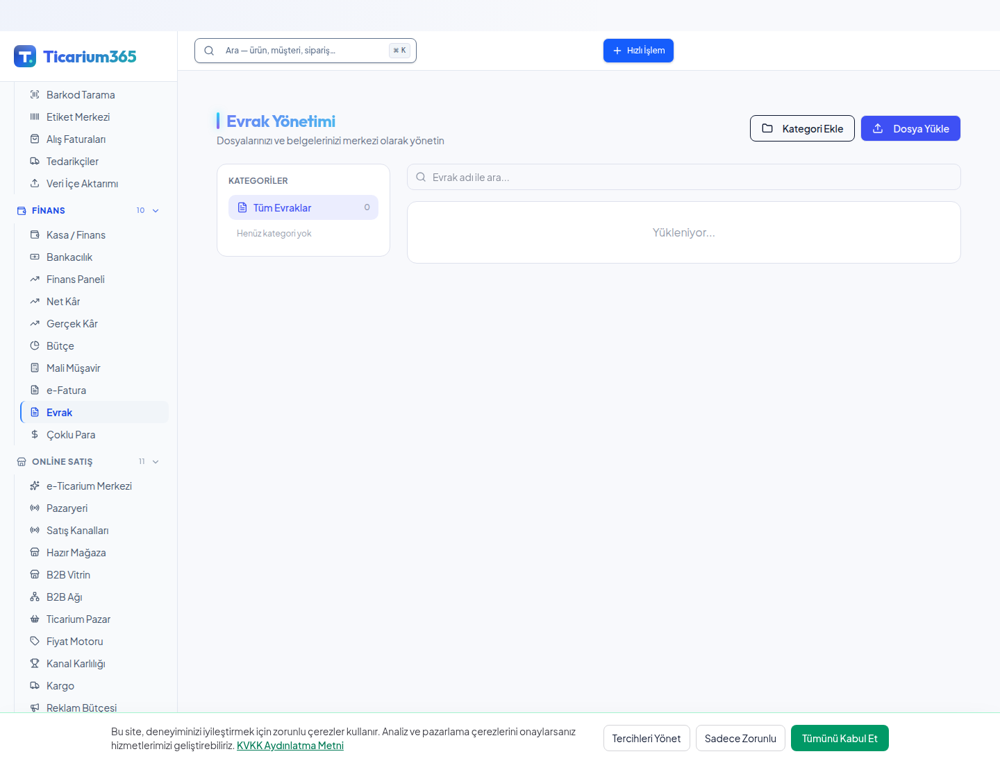 Ticarium365
Ara — ürün, müşteri, sipariş...
⌘ K
Hızlı İşlem
Barkod Tarama
Etiket Merkezi
Alış Faturaları
Tedarikçiler
Veri İçe Aktarımı
FİNANS 10
Kasa / Finans
Bankacılık
Finans Paneli
Net Kâr
Gerçek Kâr
Bütçe
Mali Müşavir
e-Fatura
Evrak
Çoklu Para
ONLİNE SATIŞ 11
e-Ticarium Merkezi
Pazaryeri
Satış Kanalları
Hazır Mağaza
B2B Vitrin
B2B Ağı
Ticarium Pazar
Fiyat Motoru
Kanal Karlılığı
Kargo
Reklam Bütçesi
Evrak Yönetimi
Dosyalarınızı ve belgelerinizi merkezi olarak yönetin
Kategori Ekle
Dosya Yükle
KATEGORİLER
Tüm Evraklar 0
Henüz kategori yok
Evrak adı ile ara...
Yükleniyor...
Bu site, deneyiminizi iyileştirmek için zorunlu çerezler kullanır. Analiz ve pazarlama çerezlerini onaylarsanız
hizmetlerimizi geliştirebiliriz. KVKK Aydınlatma Metni
Tercihleri Yönet
Sadece Zorunlu
Tümünü Kabul Et